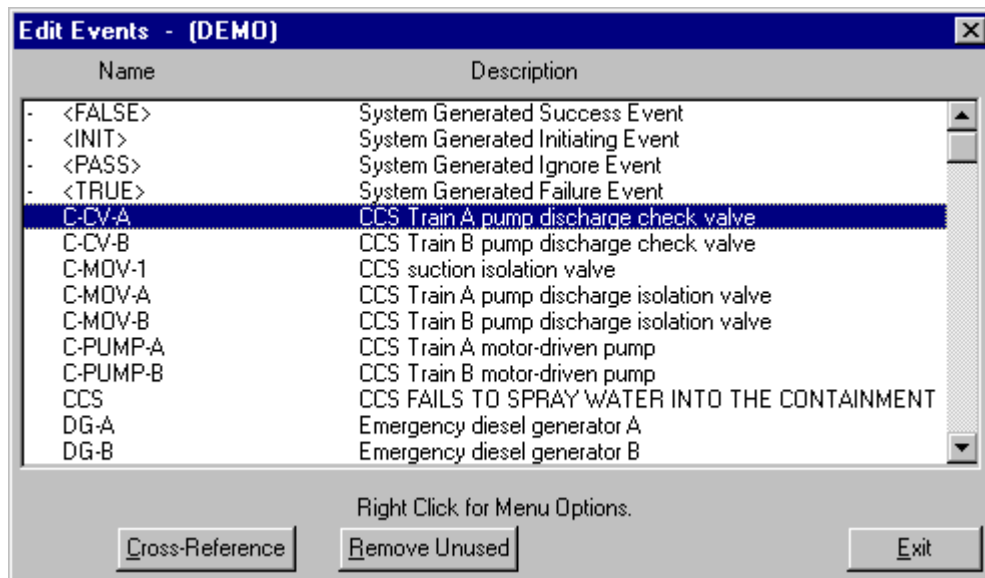 Edit Events - (DEMO)
Name Description
- <FALSE> System Generated Success Event
- <INIT> System Generated Initiating Event
- <PASS> System Generated Ignore Event
- <TRUE> System Generated Failure Event
C-CV-A CCS Train A pump discharge check valve
C-CV-B CCS Train B pump discharge check valve
C-MOV-1 CCS suction isolation valve
C-MOV-A CCS Train A pump discharge isolation valve
C-MOV-B CCS Train B pump discharge isolation valve
C-PUMP-A CCS Train A motor-driven pump
C-PUMP-B CCS Train B motor-driven pump
CCS CCS FAILS TO SPRAY WATER INTO THE CONTAINMENT
DG-A Emergency diesel generator A
DG-B Emergency diesel generator B
Right Click for Menu Options.
Cross-Reference Remove Unused Exit